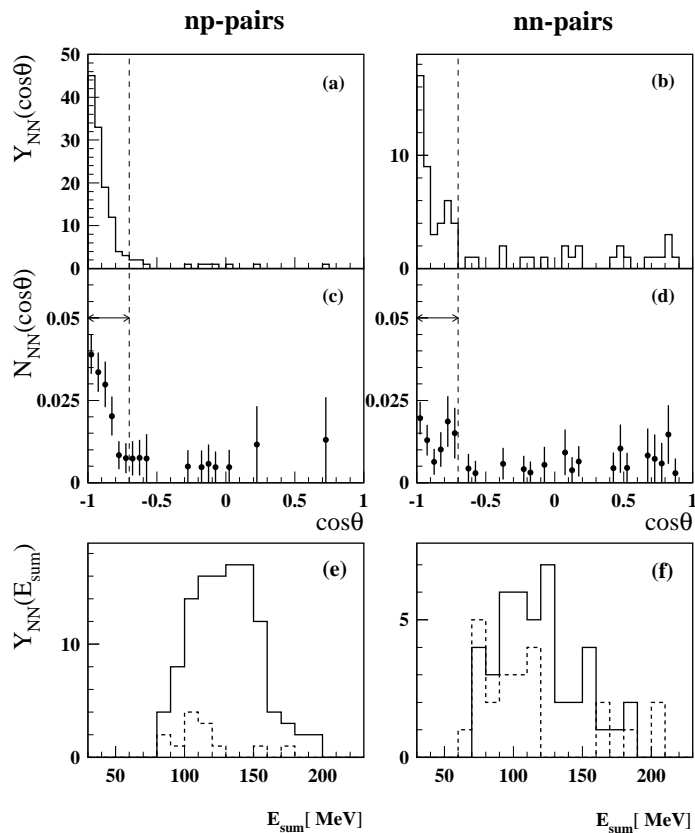 np-pairs nn-pairs
Y_NN(cosθ)
50
40
30
20
10
0
(a)
10
0
(b)
N_NN(cosθ)
0.05
0.025
0
(c)
0.05
0.025
0
(d)
-1 -0.5 0 0.5 1
cosθ
-1 -0.5 0 0.5 1
cosθ
Y_NN(E_sum)
10
0
(e)
5
0
(f)
50 100 150 200
50 100 150 200
E_sum[ MeV]
E_sum[ MeV]